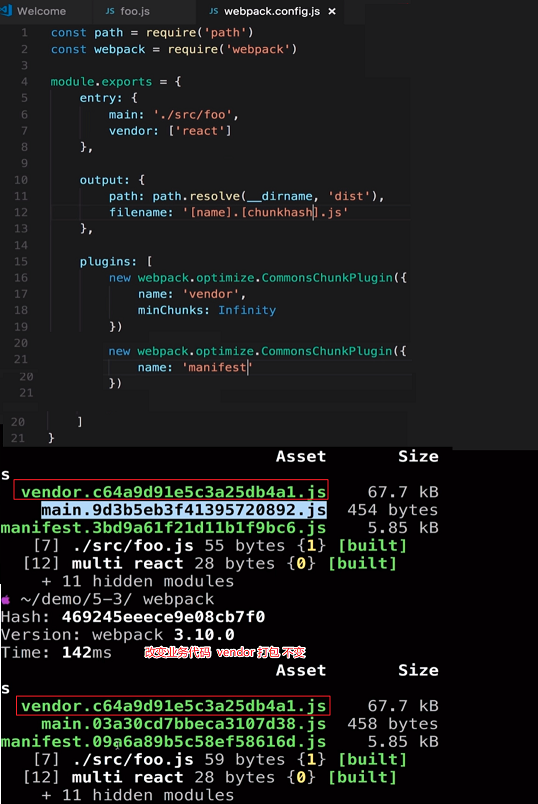 Welcome JS foo.js JS webpack.config.js ×
1 const path = require('path')
2 const webpack = require('webpack')
3
4 module.exports = {
5 entry: {
6 main: './src/foo',
7 vendor: ['react']
8 },
9
10 output: {
11 path: path.resolve(__dirname, 'dist'),
12 filename: '[name].[chunkhash].js'
13 },
14
15 plugins: [
16 new webpack.optimize.CommonsChunkPlugin({
17 name: 'vendor',
18 minChunks: Infinity
19 })
20
21 new webpack.optimize.CommonsChunkPlugin({
20 name: 'manifest'
21 })
20 ]
21 }
Asset Size
s
vendor.c64a9d91e5c3a25db4a1.js 67.7 kB
main.9d3b5eb3f41395720892.js 454 bytes
manifest.3bd9a61f21d11b1f9bc6.js 5.85 kB
[7] ./src/foo.js 55 bytes {1} [built]
[12] multi react 28 bytes {0} [built]
+ 11 hidden modules
~/demo/5-3/ webpack
Hash: 469245eeece9e08cb7f0
Version: webpack 3.10.0
Time: 142ms 改变业务代码 vendor打包 不变
Asset Size
s
vendor.c64a9d91e5c3a25db4a1.js 67.7 kB
main.03a30cd7bbeca3107d38.js 458 bytes
manifest.09a6a89b5c58ef58616d.js 5.85 kB
[7] ./src/foo.js 59 bytes {1} [built]
[12] multi react 28 bytes {0} [built]
+ 11 hidden modules